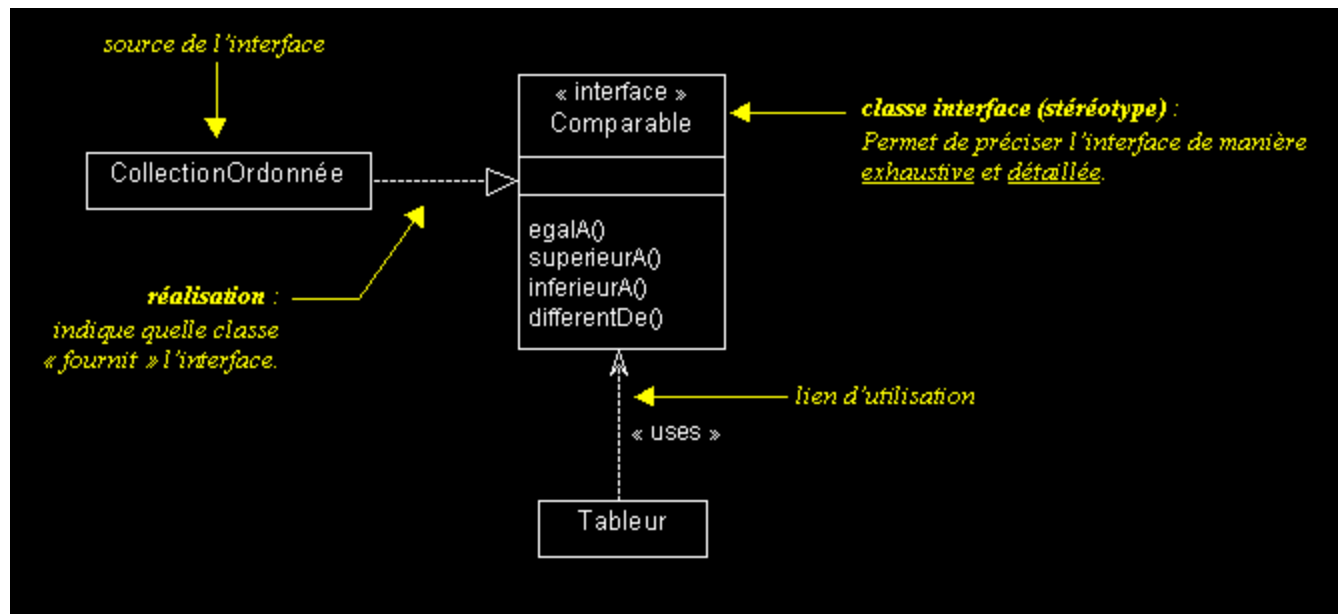 source de l'interface
« interface »
Comparable
classe interface (stéréotype) :
Permet de préciser l'interface de manière
exhaustive et détaillée.
CollectionOrdonnée
egalA()
superieurA()
inferieurA()
differentDe()
réalisation :
indique quelle classe
« fournit » l'interface.
lien d'utilisation
« uses »
Tableur